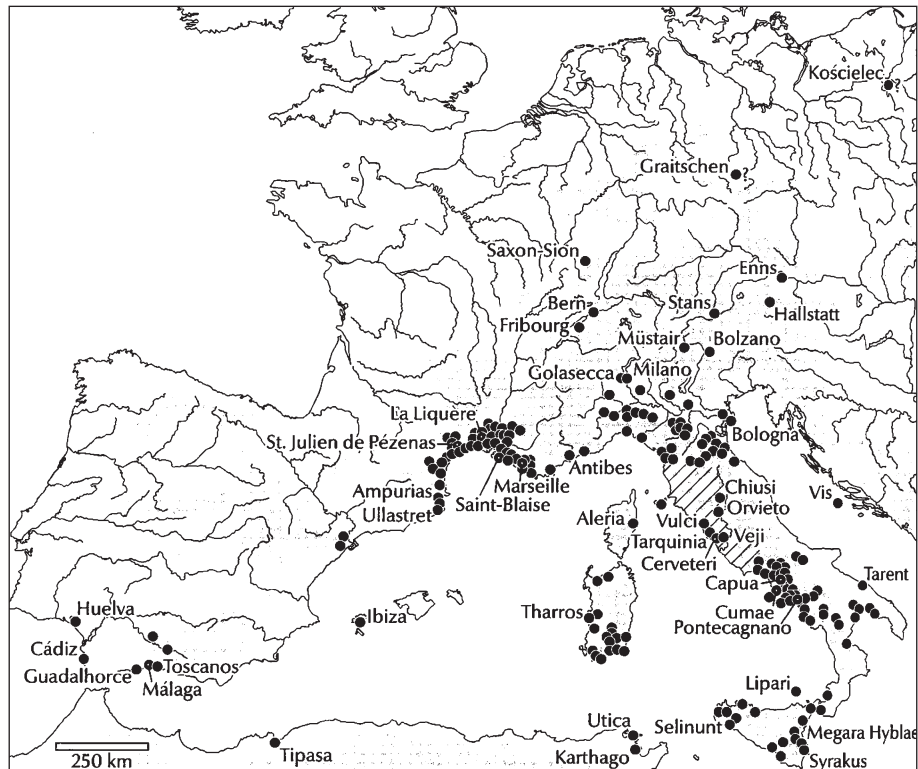 Kościelec ?
Graitschen ?
Saxon-Sion
Enns
Bern
Stans
Hallstatt
Fribourg
Müstair
Bolzano
Golasecca
Milano
La Liquère
St. Julien de Pézenas
Bologna
Antibes
Marseille
Saint-Blaise
Ampurias
Ullastret
Chiusi
Orvieto
Vis
Aleria
Vulci
Veji
Tarquinia
Cerveteri
Capua
Tarent
Cumae
Pontecagnano
Huelva
Ibiza
Tharros
Cádiz
Toscanos
Guadalhorce
Málaga
Lipari
Utica
Selinunt
Megara Hyblae
Tipasa
Karthago
Syrakus
250 km